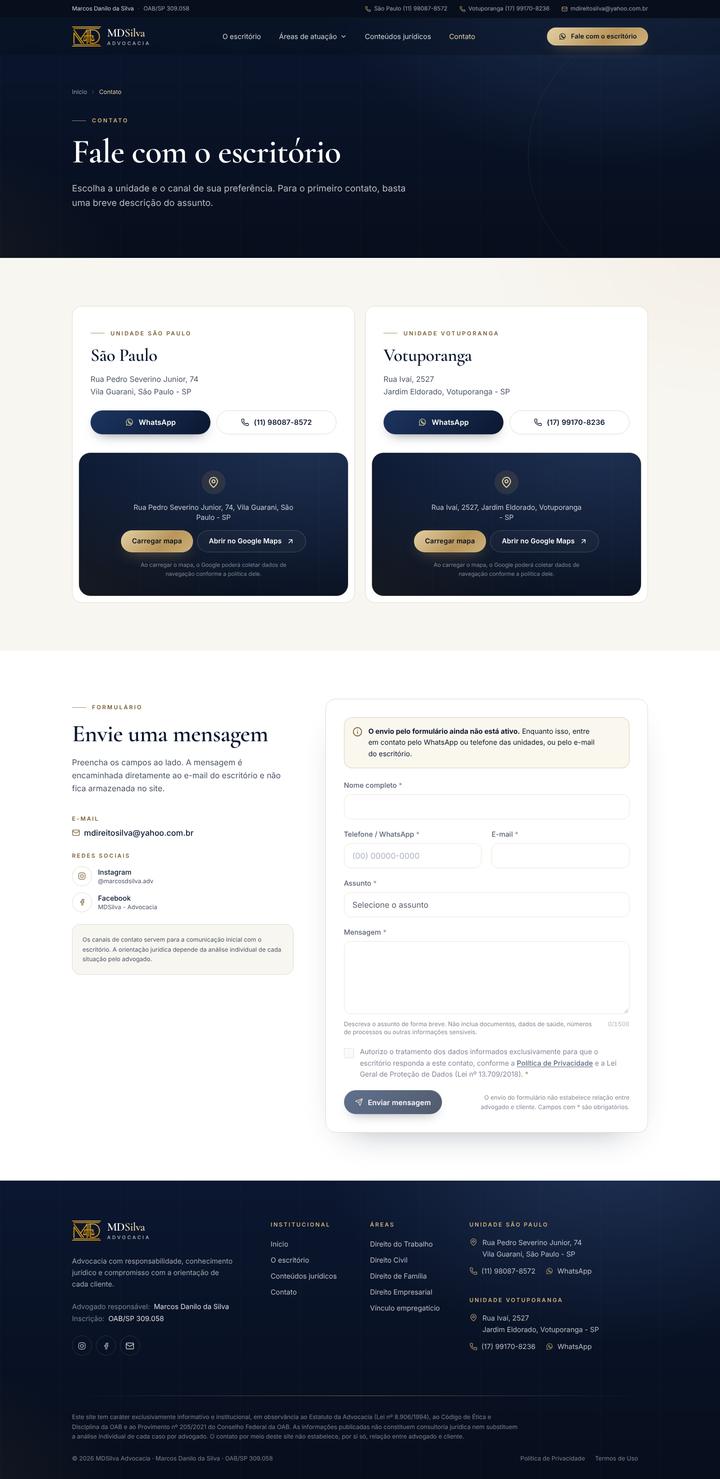 Marcos Danilo da Silva · OAB/SP 309.058
São Paulo (11) 98087-8572
Votuporanga (17) 99170-8236
mdireitosilva@yahoo.com.br
MDSilva
ADVOCACIA
O escritório
Áreas de atuação
Conteúdos jurídicos
Contato
Fale com o escritório
Início › Contato
CONTATO
Fale com o escritório
Escolha a unidade e o canal de sua preferência. Para o primeiro contato, basta
uma breve descrição do assunto.
UNIDADE SÃO PAULO
São Paulo
Rua Pedro Severino Junior, 74
Vila Guarani, São Paulo - SP
WhatsApp
(11) 98087-8572
Rua Pedro Severino Junior, 74, Vila Guarani, São
Paulo - SP
Carregar mapa
Abrir no Google Maps
Ao carregar o mapa, o Google poderá coletar dados de
navegação conforme a política dele.
UNIDADE VOTUPORANGA
Votuporanga
Rua Ivaí, 2527
Jardim Eldorado, Votuporanga - SP
WhatsApp
(17) 99170-8236
Rua Ivaí, 2527, Jardim Eldorado, Votuporanga
- SP
Carregar mapa
Abrir no Google Maps
Ao carregar o mapa, o Google poderá coletar dados de
navegação conforme a política dele.
FORMULÁRIO
Envie uma mensagem
Preencha os campos ao lado. A mensagem é
encaminhada diretamente ao e-mail do escritório e não
fica armazenada no site.
E-MAIL
mdireitosilva@yahoo.com.br
REDES SOCIAIS
Instagram
@marcosdsilva.adv
Facebook
MDSilva - Advocacia
Os canais de contato servem para a comunicação inicial com o
escritório. A orientação jurídica depende da análise individual de cada
situação pelo advogado.
O envio pelo formulário ainda não está ativo. Enquanto isso, entre
em contato pelo WhatsApp ou telefone das unidades, ou pelo e-mail
do escritório.
Nome completo *
Telefone / WhatsApp *
E-mail *
(00) 00000-0000
Assunto *
Selecione o assunto
Mensagem *
Descreva o assunto de forma breve. Não inclua documentos, dados de saúde, números
de processos ou outras informações sensíveis.
0/1500
Autorizo o tratamento dos dados informados exclusivamente para que o
escritório responda a este contato, conforme a Política de Privacidade e a Lei
Geral de Proteção de Dados (Lei nº 13.709/2018). *
Enviar mensagem
O envio do formulário não estabelece relação entre
advogado e cliente. Campos com * são obrigatórios.
MDSilva
ADVOCACIA
Advocacia com responsabilidade, conhecimento
jurídico e compromisso com a orientação de
cada cliente.
Advogado responsável: Marcos Danilo da Silva
Inscrição: OAB/SP 309.058
INSTITUCIONAL
Início
O escritório
Conteúdos jurídicos
Contato
ÁREAS
Direito do Trabalho
Direito Civil
Direito de Família
Direito Empresarial
Vínculo empregatício
UNIDADE SÃO PAULO
Rua Pedro Severino Junior, 74
Vila Guarani, São Paulo - SP
(11) 98087-8572
WhatsApp
UNIDADE VOTUPORANGA
Rua Ivaí, 2527
Jardim Eldorado, Votuporanga - SP
(17) 99170-8236
WhatsApp
Este site tem caráter exclusivamente informativo e institucional, em observância ao Estatuto da Advocacia (Lei nº 8.906/1994), ao Código de Ética e
Disciplina da OAB e ao Provimento nº 205/2021 do Conselho Federal da OAB. As informações publicadas não constituem consultoria jurídica nem substituem
a análise individual de cada caso por advogado. O contato por meio deste site não estabelece, por si só, relação entre advogado e cliente.
© 2026 MDSilva Advocacia · Marcos Danilo da Silva · OAB/SP 309.058
Política de Privacidade
Termos de Uso